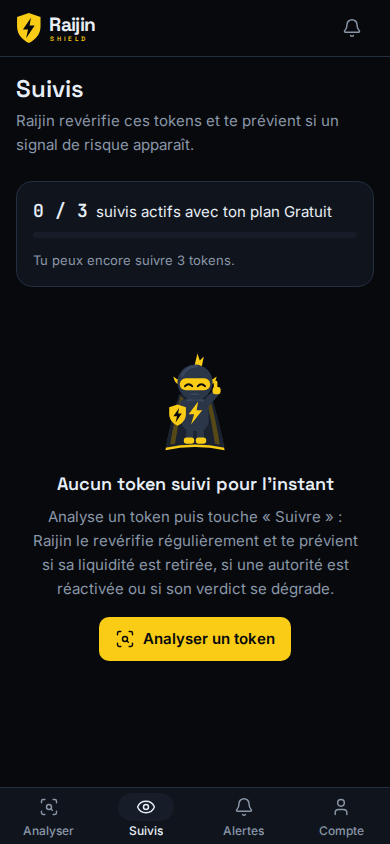 Raijin
SHIELD
Suivis
Raijin revérifie ces tokens et te prévient si un
signal de risque apparaît.
0 / 3 suivis actifs avec ton plan Gratuit
Tu peux encore suivre 3 tokens.
Aucun token suivi pour l'instant
Analyse un token puis touche « Suivre » :
Raijin le revérifie régulièrement et te prévient
si sa liquidité est retirée, si une autorité est
réactivée ou si son verdict se dégrade.
Analyser un token
Analyser
Suivis
Alertes
Compte